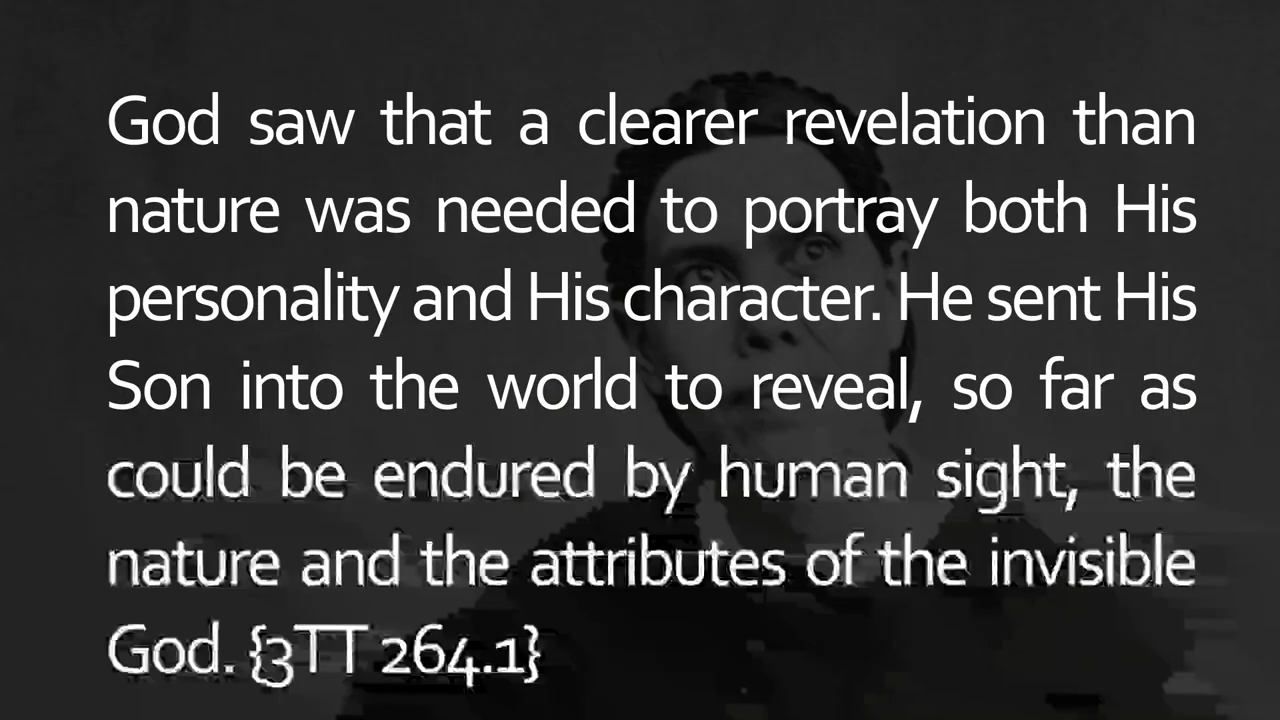 God saw that a clearer revelation than
nature was needed to portray both His
personality and His character. He sent His
Son into the world to reveal, so far as
could be endured by human sight, the
nature and the attributes of the invisible
God. {3TT 264.1}